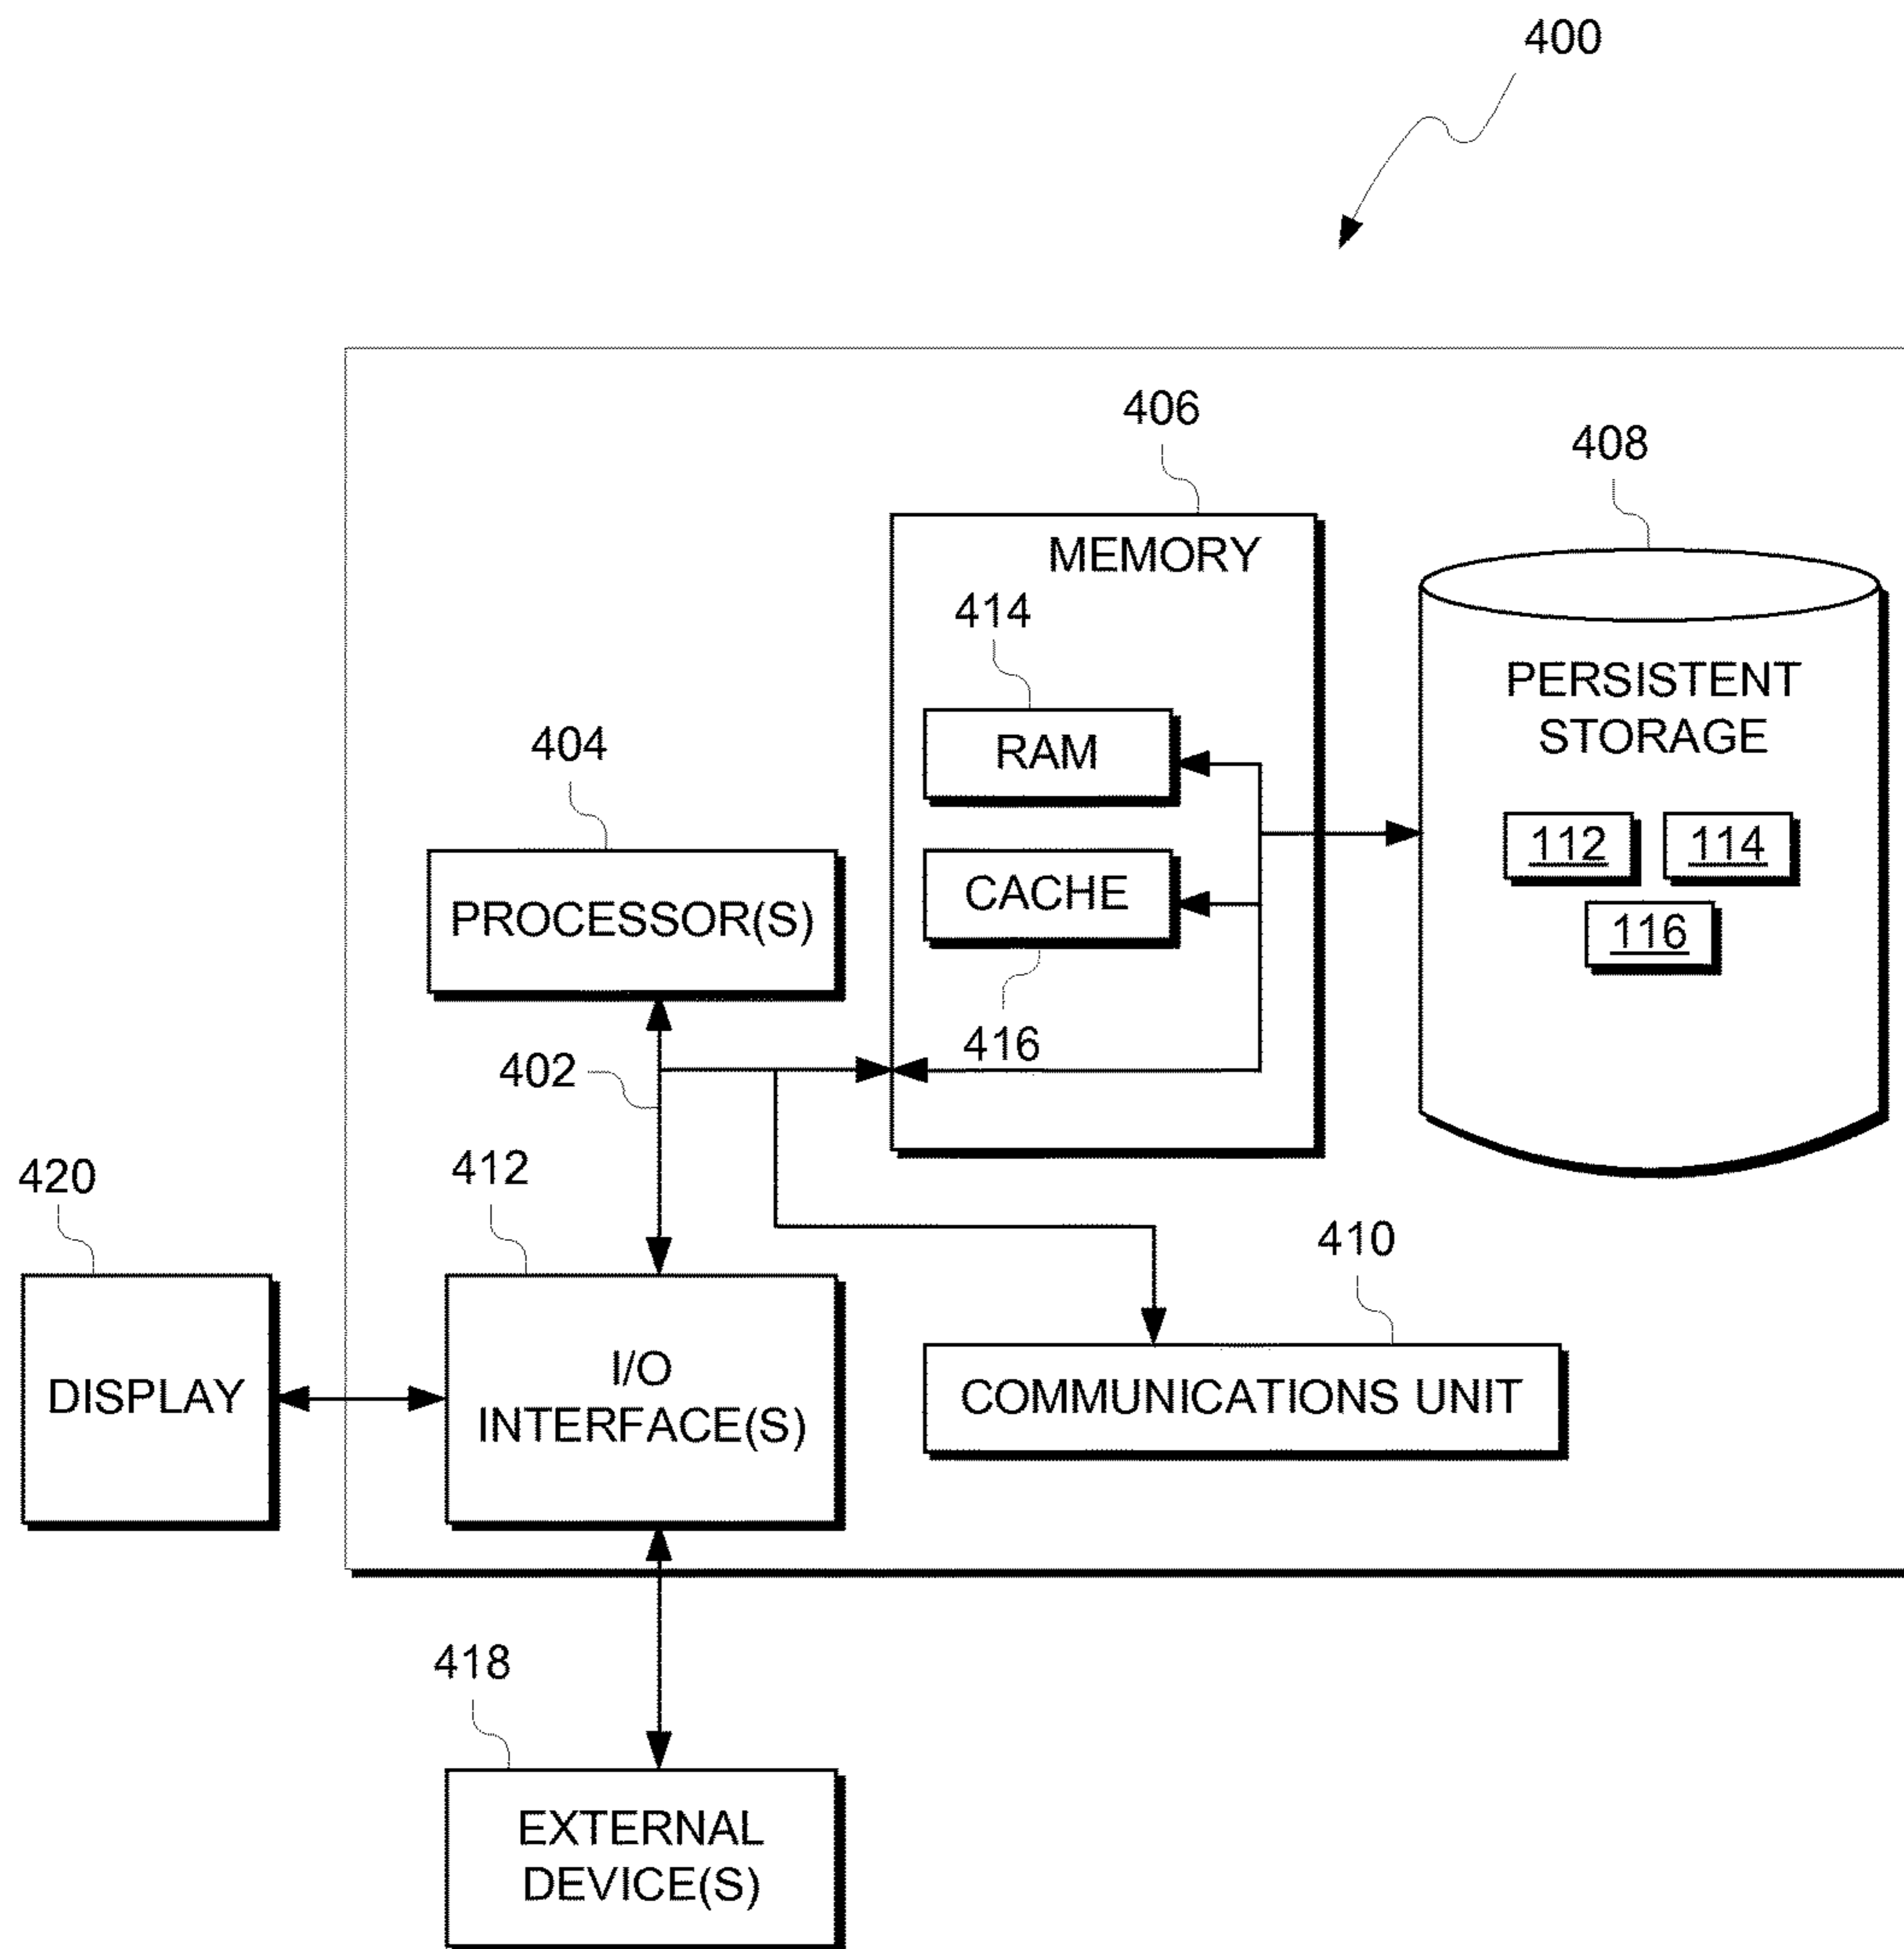 400
406
408
MEMORY
414
PERSISTENT
STORAGE
RAM
404
112
114
CACHE
PROCESSOR(S)
116
416
402
412
420
410
I/O
INTERFACE(S)
DISPLAY
COMMUNICATIONS UNIT
418
EXTERNAL
DEVICE(S)